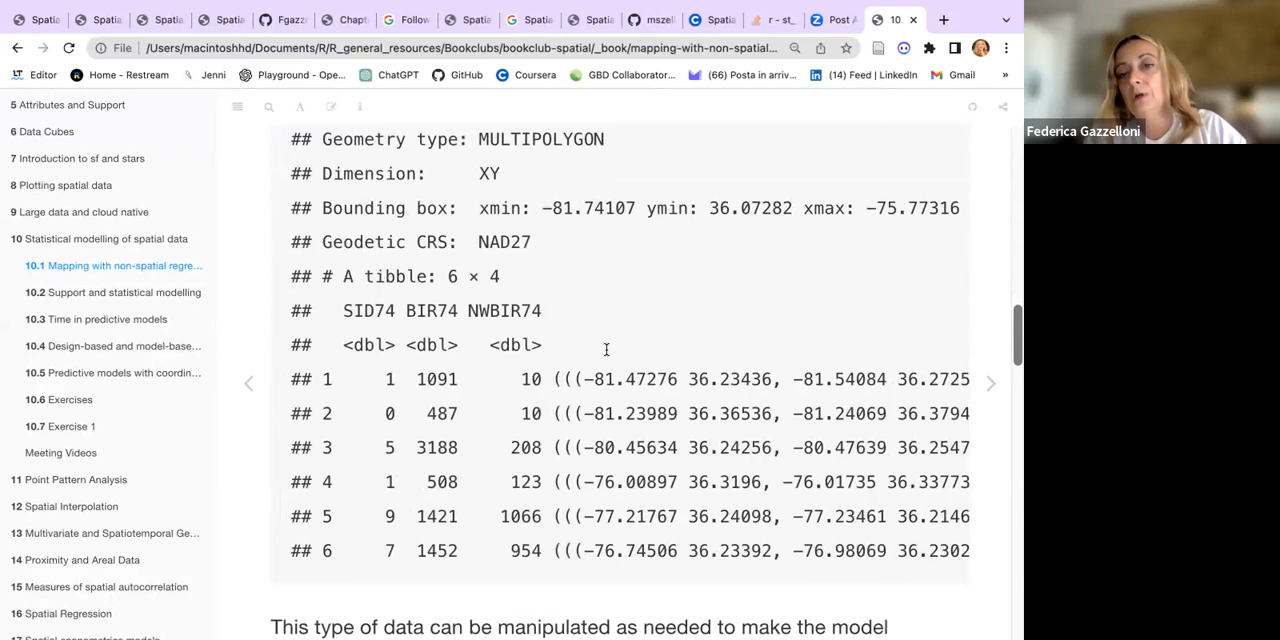 Spatia
Spatia
Spatia
Spatia
Fgazz
Chapt
Follow
Spatia
Spatia
Spatia
mszel
Spatia
r - st_
Post A
10
File
/Users/macintoshhd/Documents/R/R_general_resources/Bookclubs/bookclub-spatial/_book/mapping-with-non-spatial...
Editor
Home - Restream
Jenni
Playground - Ope...
ChatGPT
GitHub
Coursera
GBD Collaborator...
(66) Posta in arriv...
(14) Feed | LinkedIn
Gmail
»
5 Attributes and Support
6 Data Cubes
7 Introduction to sf and stars
8 Plotting spatial data
9 Large data and cloud native
10 Statistical modelling of spatial data
10.1 Mapping with non-spatial regre...
10.2 Support and statistical modelling
10.3 Time in predictive models
10.4 Design-based and model-base...
10.5 Predictive models with coordin...
10.6 Exercises
10.7 Exercise 1
Meeting Videos
11 Point Pattern Analysis
12 Spatial Interpolation
13 Multivariate and Spatiotemporal Ge...
14 Proximity and Areal Data
15 Measures of spatial autocorrelation
16 Spatial Regression
17 Spatial econometrics models
## Geometry type: MULTIPOLYGON
## Dimension: XY
## Bounding box: xmin: -81.74107 ymin: 36.07282 xmax: -75.77316
## Geodetic CRS: NAD27
## # A tibble: 6 × 4
## SID74 BIR74 NWBIR74
## <dbl> <dbl> <dbl>
## 1 1 1091 10 (((-81.47276 36.23436, -81.54084 36.2725
## 2 0 487 10 (((-81.23989 36.36536, -81.24069 36.3794
## 3 5 3188 208 (((-80.45634 36.24256, -80.47639 36.2547
## 4 1 508 123 (((-76.00897 36.3196, -76.01735 36.33773
## 5 9 1421 1066 (((-77.21767 36.24098, -77.23461 36.2146
## 6 7 1452 954 (((-76.74506 36.23392, -76.98069 36.2302
This type of data can be manipulated as needed to make the model
Federica Gazzelloni